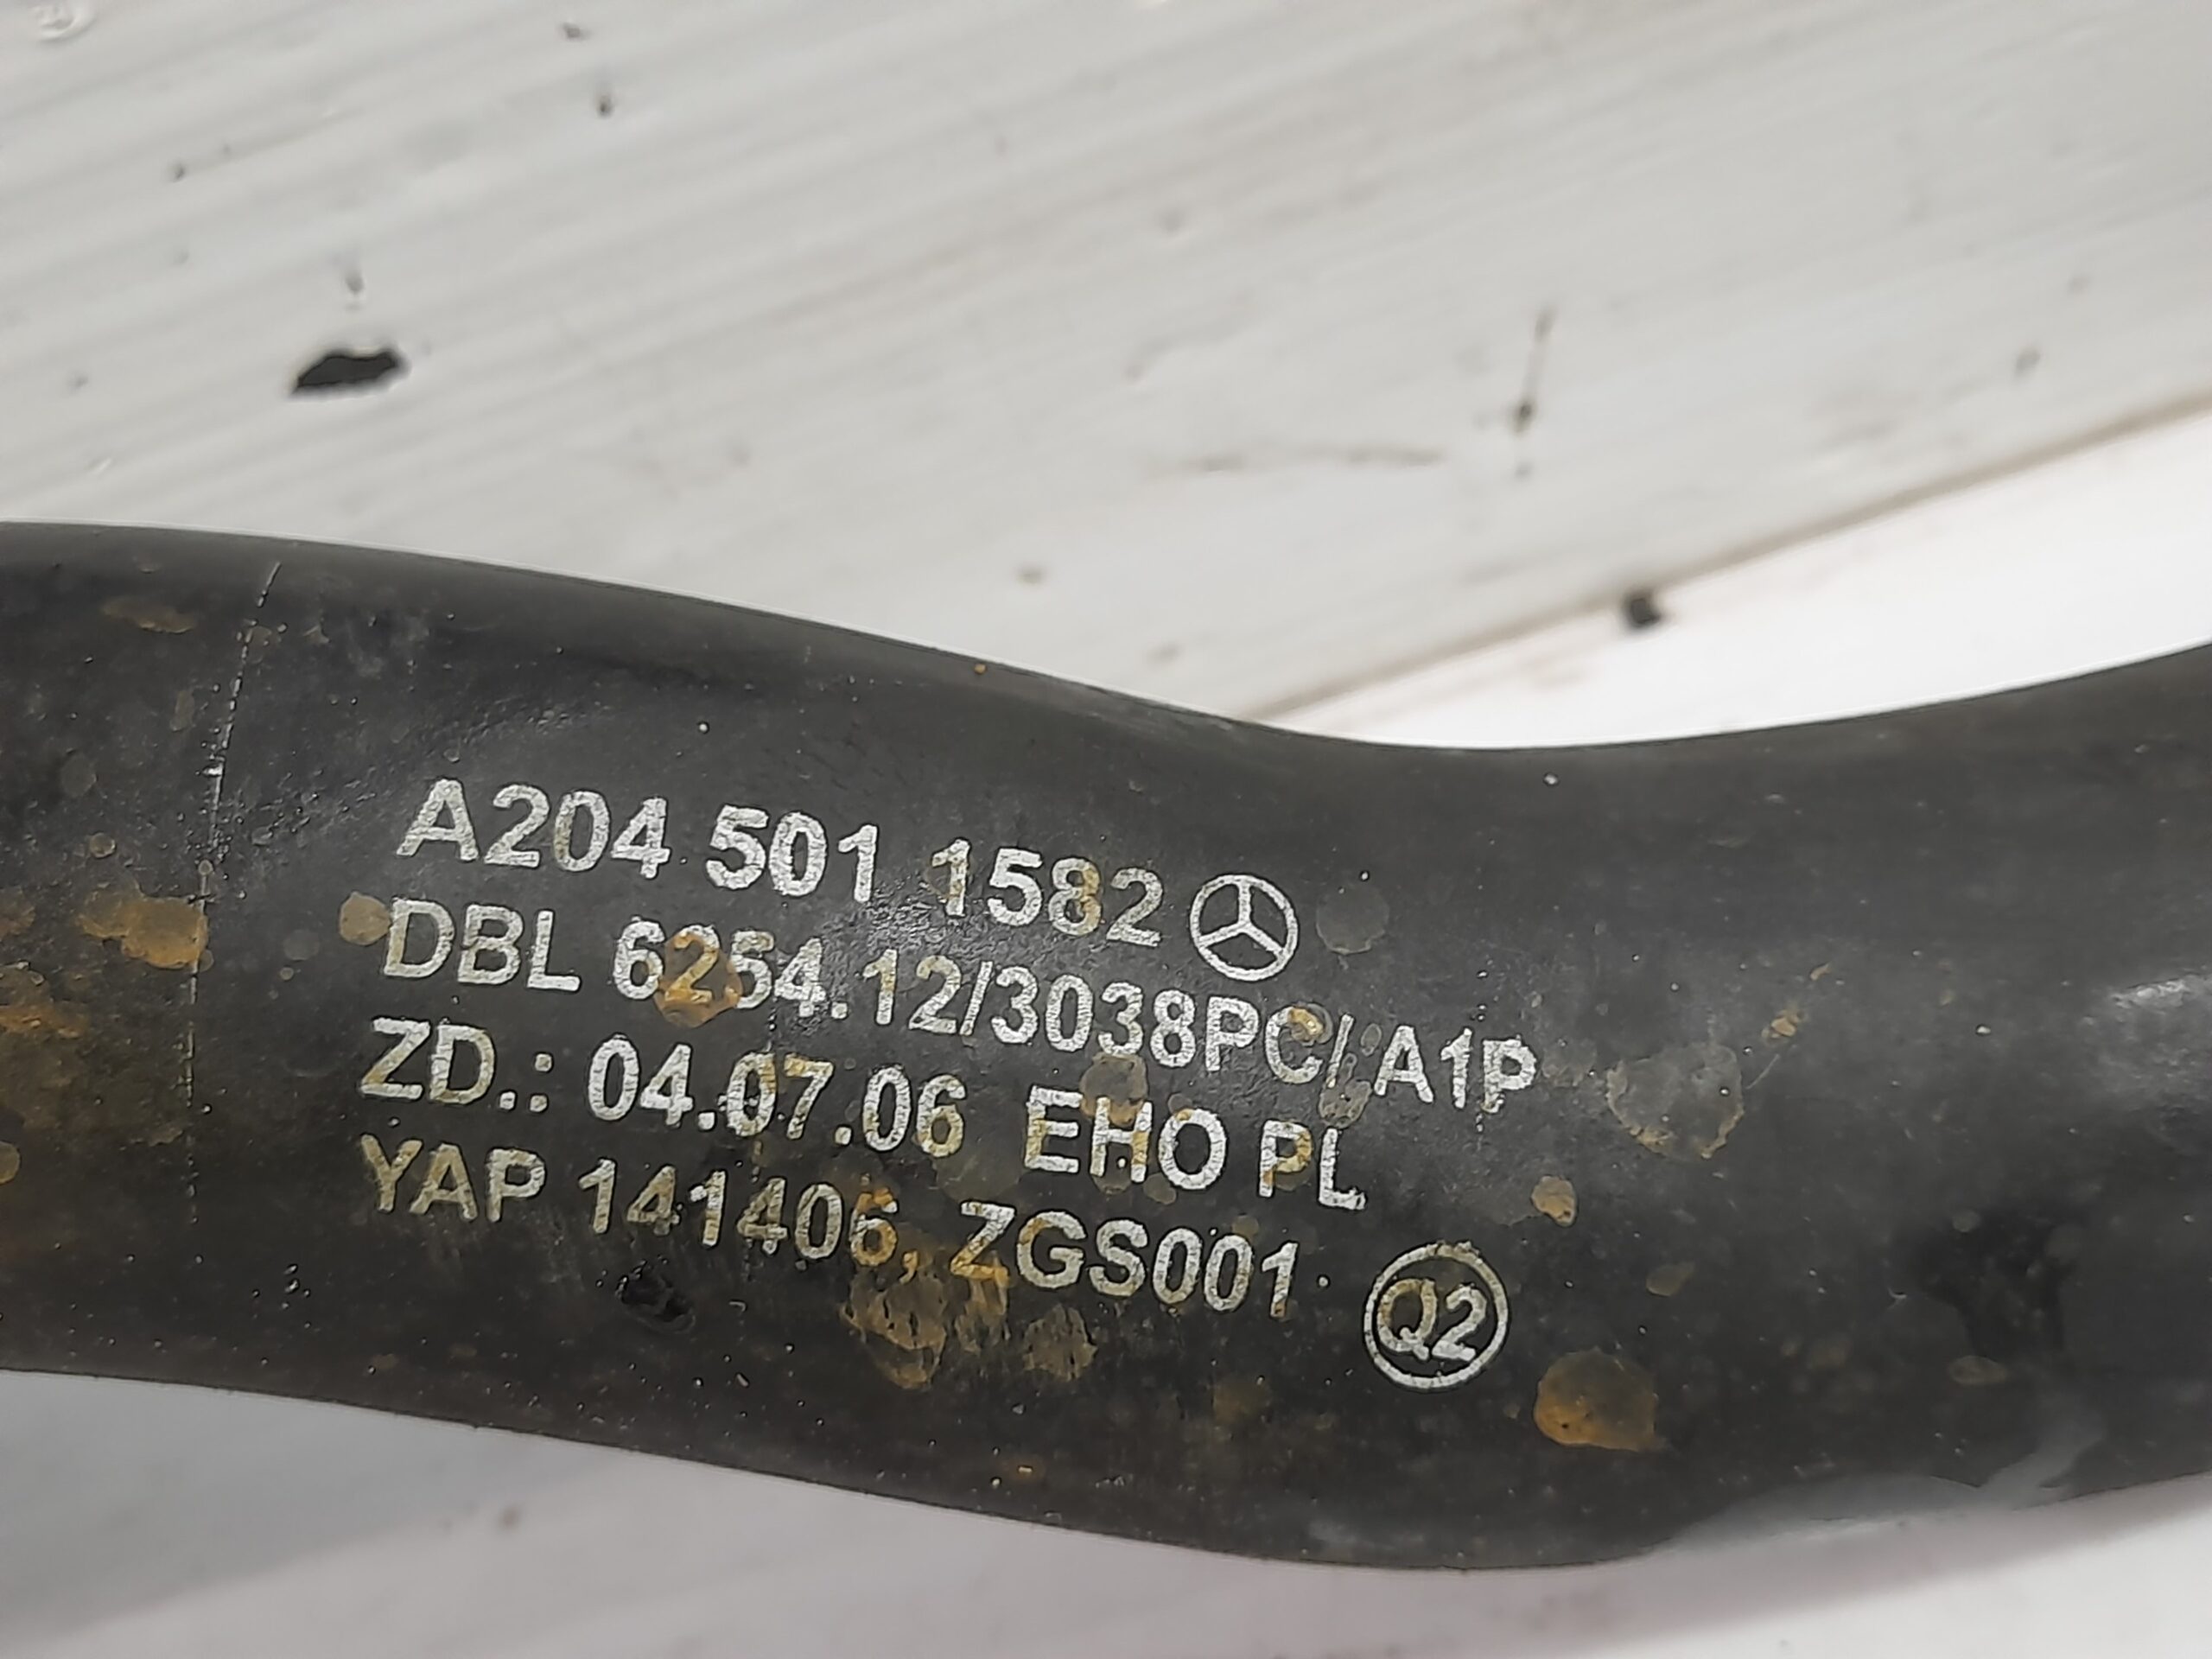 A204 501 1582
DBL 6254.12/3038PC/ A1P
ZD.: 04.07.06 EHO PL
YAP 141406, ZGS001
Q2